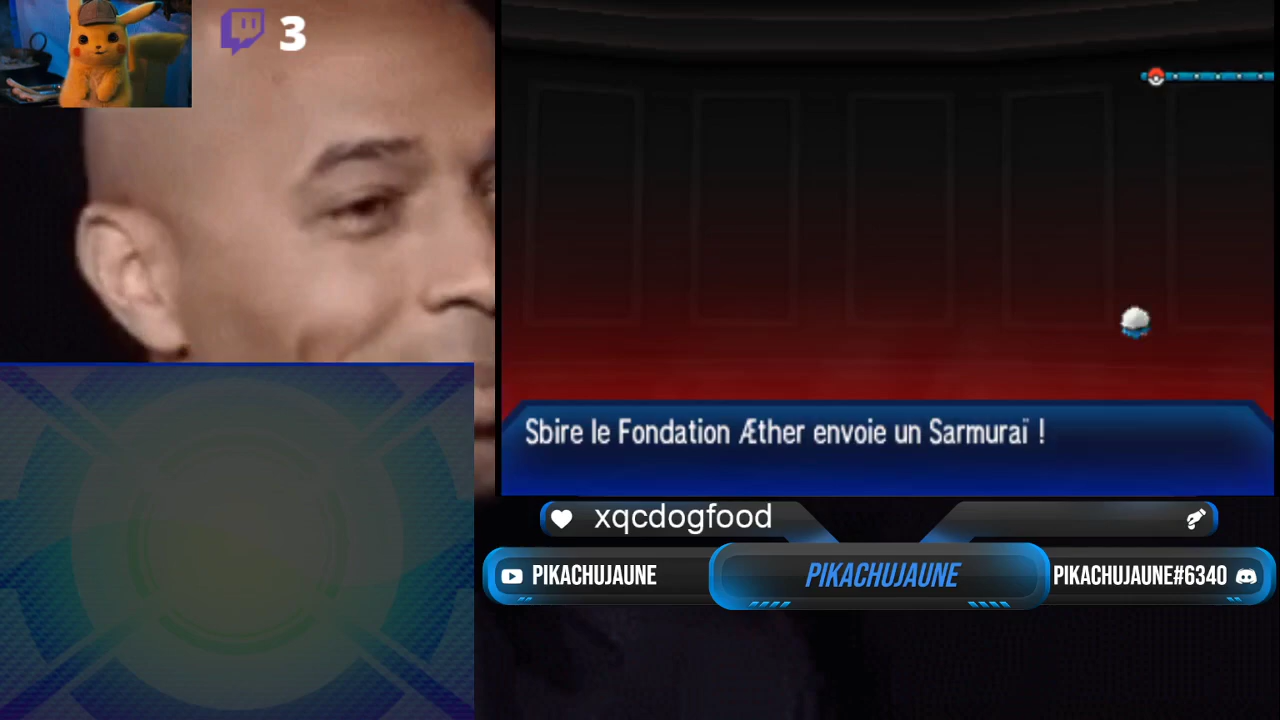 3
Sbire le Fondation Æther envoie un Sarmuraï !
xqcdogfood
PIKACHUJAUNE
PIKACHUJAUNE
PIKACHUJAUNE#6340